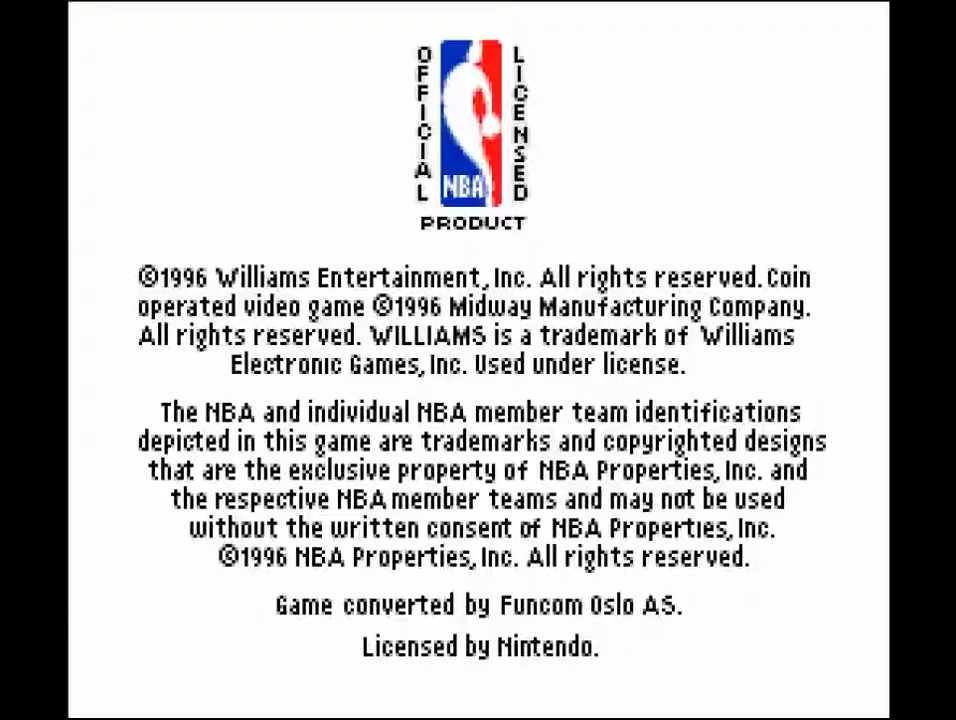 OFFICIAL
LICENSED
NBA
PRODUCT
©1996 Williams Entertainment, Inc. All rights reserved. Coin
operated video game ©1996 Midway Manufacturing Company.
All rights reserved. WILLIAMS is a trademark of Williams
Electronic Games, Inc. Used under license.
The NBA and individual NBA member team identifications
depicted in this game are trademarks and copyrighted designs
that are the exclusive property of NBA Properties, Inc. and
the respective NBA member teams and may not be used
without the written consent of NBA Properties, Inc.
©1996 NBA Properties, Inc. All rights reserved.
Game converted by Funcom Oslo AS.
Licensed by Nintendo.